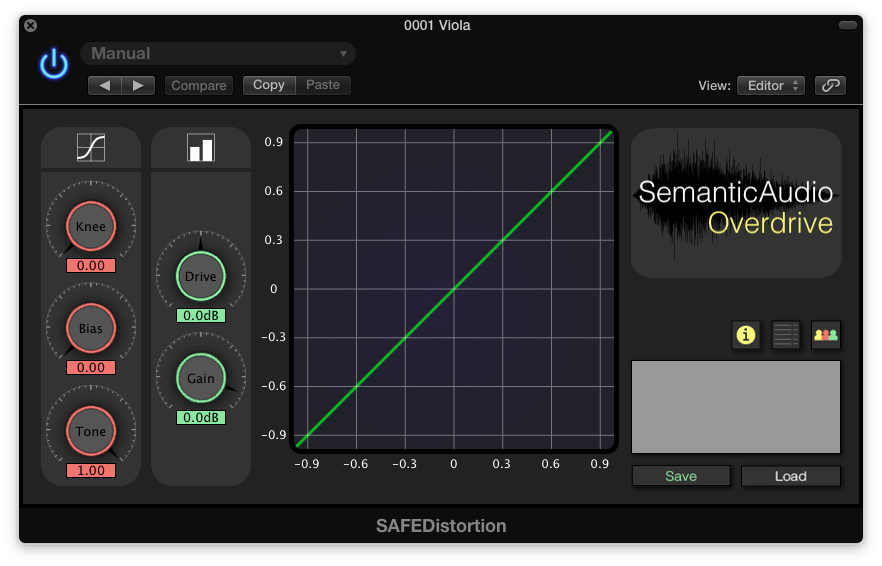 0001 Viola
Manual
Compare
Copy
Paste
View:
Editor
Knee
0.00
Bias
0.00
Tone
1.00
Drive
0.0dB
Gain
0.0dB
0.9
0.6
0.3
0
-0.3
-0.6
-0.9
-0.9 -0.6 -0.3 0 0.3 0.6 0.9
SemanticAudio
Overdrive
i
Save
Load
SAFEDistortion